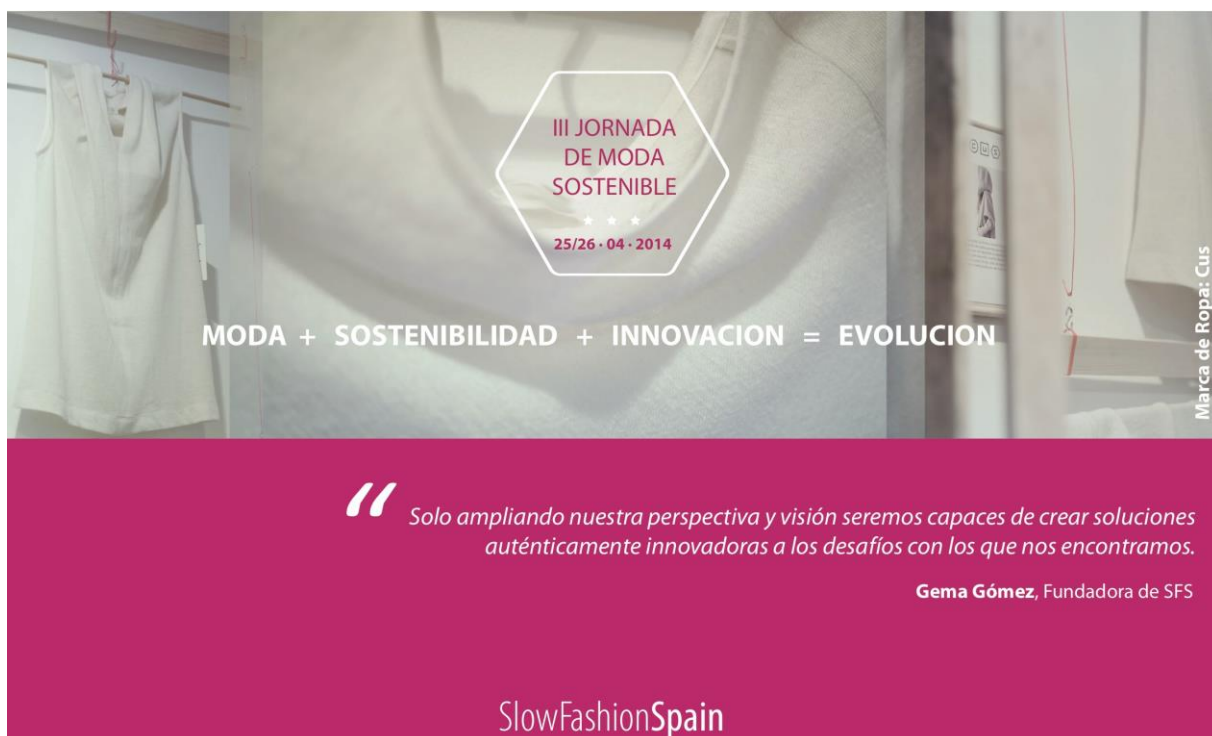 III JORNADA
DE MODA
SOSTENIBLE
25/26 · 04 · 2014
MODA + SOSTENIBILIDAD + INNOVACION = EVOLUCION
Marca de Ropa: Cus
“ Solo ampliando nuestra perspectiva y visión seremos capaces de crear soluciones
auténticamente innovadoras a los desafíos con los que nos encontramos.
Gema Gómez, Fundadora de SFS
SlowFashionSpain